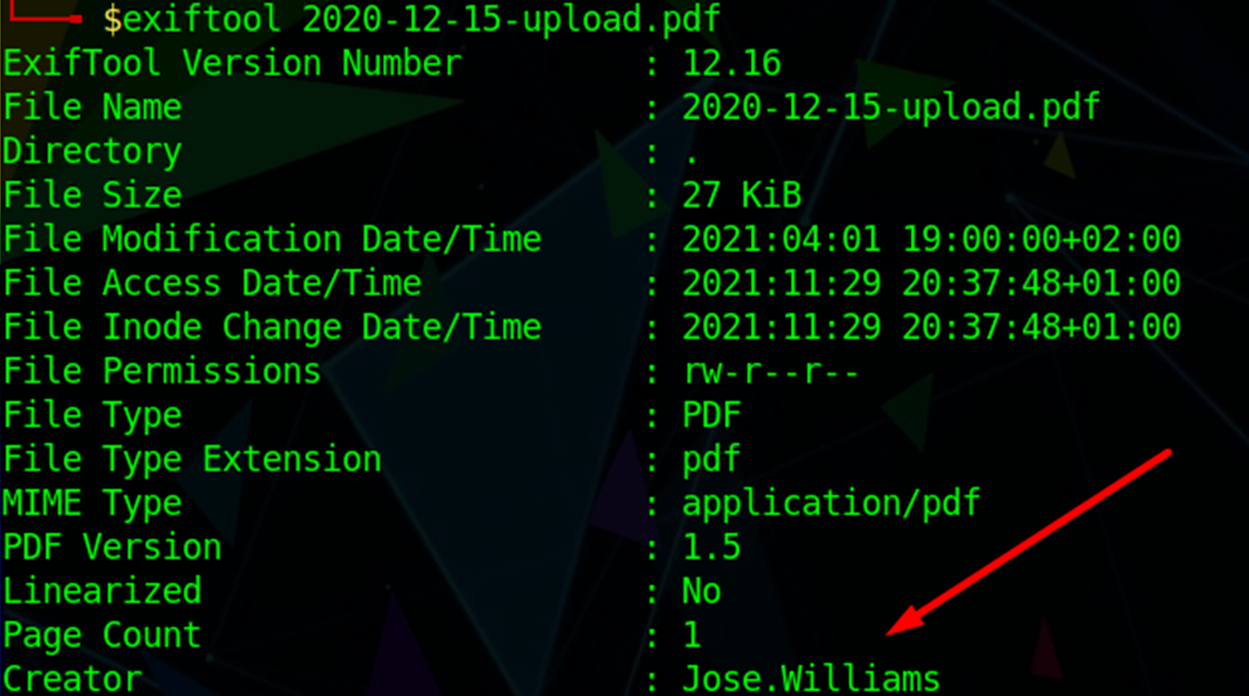 $exiftool 2020-12-15-upload.pdf
ExifTool Version Number : 12.16
File Name : 2020-12-15-upload.pdf
Directory : .
File Size : 27 KiB
File Modification Date/Time : 2021:04:01 19:00:00+02:00
File Access Date/Time : 2021:11:29 20:37:48+01:00
File Inode Change Date/Time : 2021:11:29 20:37:48+01:00
File Permissions : rw-r--r--
File Type : PDF
File Type Extension : pdf
MIME Type : application/pdf
PDF Version : 1.5
Linearized : No
Page Count : 1
Creator : Jose.Williams